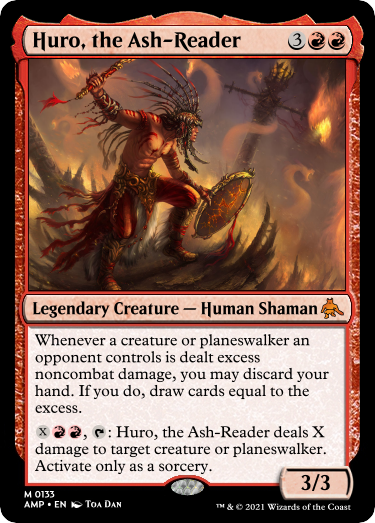 Huro, the Ash-Reader 3
Legendary Creature — Human Shaman
Whenever a creature or planeswalker an
opponent controls is dealt excess
noncombat damage, you may discard your
hand. If you do, draw cards equal to the
excess.
X, : Huro, the Ash-Reader deals X
damage to target creature or planeswalker.
Activate only as a sorcery.
3/3
M 0133
AMP • EN Toa Dan
™ & © 2021 Wizards of the Coast